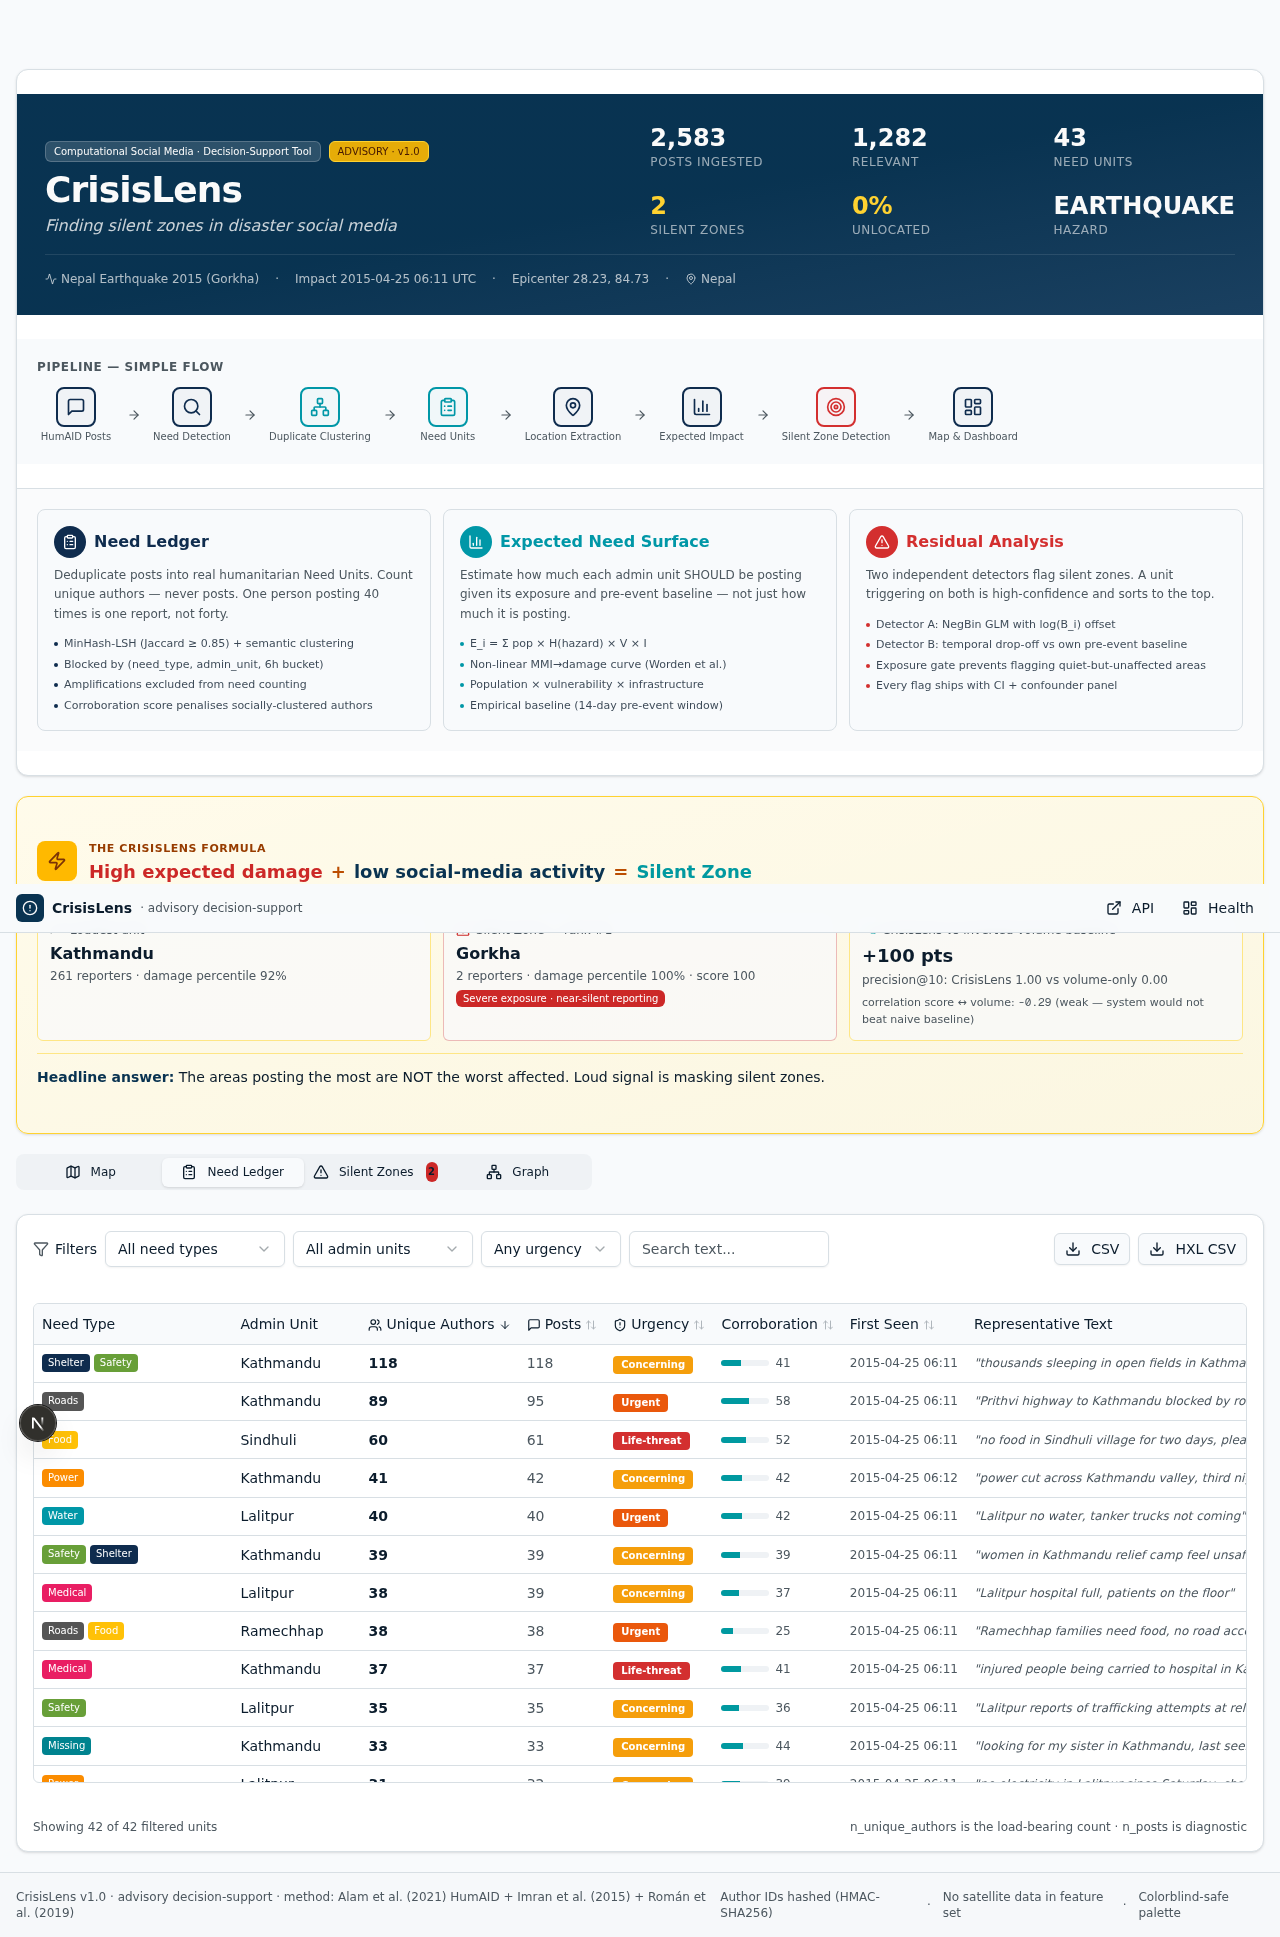 Computational Social Media · Decision-Support Tool
ADVISORY · v1.0
CrisisLens
Finding silent zones in disaster social media
2,583
POSTS INGESTED
1,282
RELEVANT
43
NEED UNITS
2
SILENT ZONES
0%
UNLOCATED
EARTHQUAKE
HAZARD
Nepal Earthquake 2015 (Gorkha) · Impact 2015-04-25 06:11 UTC · Epicenter 28.23, 84.73 · Nepal
PIPELINE — SIMPLE FLOW
HumAID Posts
Need Detection
Duplicate Clustering
Need Units
Location Extraction
Expected Impact
Silent Zone Detection
Map & Dashboard
Need Ledger
Deduplicate posts into real humanitarian Need Units. Count
unique authors — never posts. One person posting 40
times is one report, not forty.
• MinHash-LSH (Jaccard ≥ 0.85) + semantic clustering
• Blocked by (need_type, admin_unit, 6h bucket)
• Amplifications excluded from need counting
• Corroboration score penalises socially-clustered authors
Expected Need Surface
Estimate how much each admin unit SHOULD be posting
given its exposure and pre-event baseline — not just how
much it is posting.
• E_i = Σ pop × H(hazard) × V × I
• Non-linear MMI→damage curve (Worden et al.)
• Population × vulnerability × infrastructure
• Empirical baseline (14-day pre-event window)
Residual Analysis
Two independent detectors flag silent zones. A unit
triggering on both is high-confidence and sorts to the top.
• Detector A: NegBin GLM with log(B_i) offset
• Detector B: temporal drop-off vs own pre-event baseline
• Exposure gate prevents flagging quiet-but-unaffected areas
• Every flag ships with CI + confounder panel
THE CRISISLENS FORMULA
High expected damage + low social-media activity = Silent Zone
CrisisLens · advisory decision-support
API
Health
Kathmandu
261 reporters · damage percentile 92%
Gorkha
2 reporters · damage percentile 100% · score 100
Severe exposure · near-silent reporting
+100 pts
precision@10: CrisisLens 1.00 vs volume-only 0.00
correlation score ↔ volume: -0.29 (weak — system would not
beat naive baseline)
Headline answer: The areas posting the most are NOT the worst affected. Loud signal is masking silent zones.
Map
Need Ledger
Silent Zones 2
Graph
Filters
All need types
All admin units
Any urgency
Search text...
CSV
HXL CSV
Need Type Admin Unit Unique Authors Posts Urgency Corroboration First Seen Representative Text
Shelter Safety Kathmandu 118 118 Concerning 41 2015-04-25 06:11 "thousands sleeping in open fields in Kathma
Roads Kathmandu 89 95 Urgent 58 2015-04-25 06:11 "Prithvi highway to Kathmandu blocked by ro
Food Sindhuli 60 61 Life-threat 52 2015-04-25 06:11 "no food in Sindhuli village for two days, plea
Power Kathmandu 41 42 Concerning 42 2015-04-25 06:12 "power cut across Kathmandu valley, third ni
Water Lalitpur 40 40 Urgent 42 2015-04-25 06:11 "Lalitpur no water, tanker trucks not coming"
Safety Shelter Kathmandu 39 39 Concerning 39 2015-04-25 06:11 "women in Kathmandu relief camp feel unsaf
Medical Lalitpur 38 39 Concerning 37 2015-04-25 06:11 "Lalitpur hospital full, patients on the floor"
Roads Food Ramechhap 38 38 Urgent 25 2015-04-25 06:11 "Ramechhap families need food, no road acc
Medical Kathmandu 37 37 Life-threat 41 2015-04-25 06:11 "injured people being carried to hospital in Ka
Safety Lalitpur 35 35 Concerning 36 2015-04-25 06:11 "Lalitpur reports of trafficking attempts at rel
Missing Kathmandu 33 33 Concerning 44 2015-04-25 06:11 "looking for my sister in Kathmandu, last see
Showing 42 of 42 filtered units
n_unique_authors is the load-bearing count · n_posts is diagnostic
CrisisLens v1.0 · advisory decision-support · method: Alam et al. (2021) HumAID + Imran et al. (2015) + Román et
al. (2019)
Author IDs hashed (HMAC-
SHA256)
· No satellite data in feature
set
· Colorblind-safe
palette